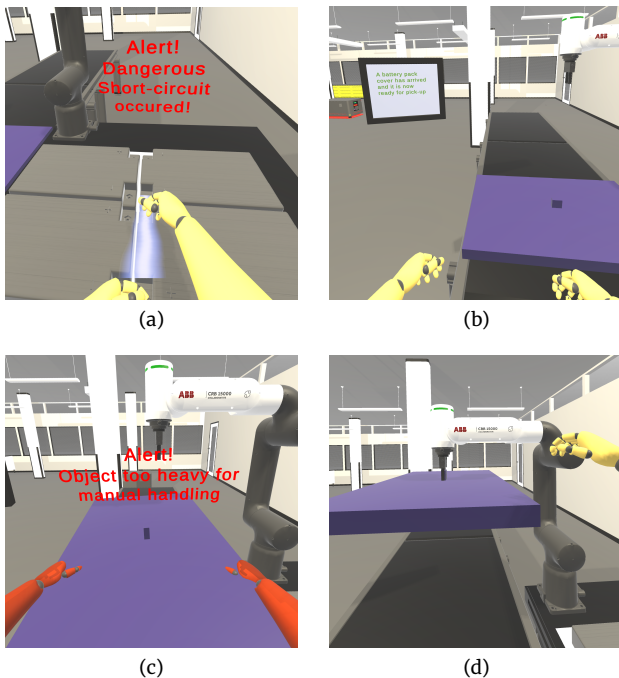 Alert!
Dangerous
Short-circuit
occured!
(a)
A battery pack
cover has arrived
and it is now
ready for pick-up
ABB
(b)
ABB
CRB 15000
Alert!
Object too heavy for
manual handling
(c)
ABB
CRB 15000
(d)